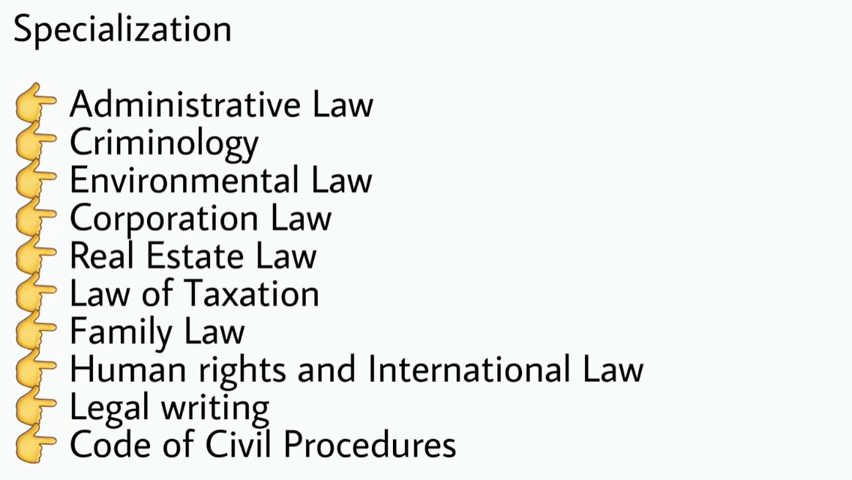 Specialization
👉 Administrative Law
👉 Criminology
👉 Environmental Law
👉 Corporation Law
👉 Real Estate Law
👉 Law of Taxation
👉 Family Law
👉 Human rights and International Law
👉 Legal writing
👉 Code of Civil Procedures